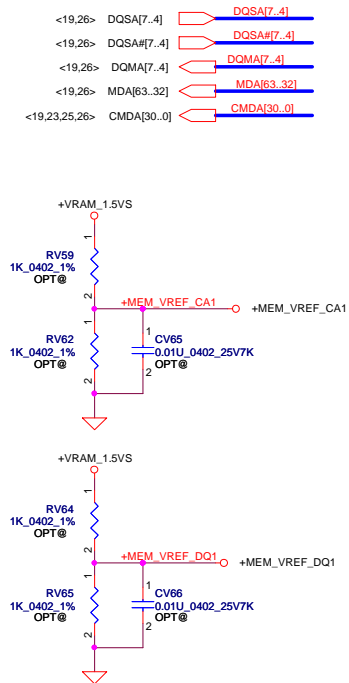 <19,26> DQSA[7..4] DQSA[7..4]
<19,26> DQSA#[7..4] DQSA#[7..4]
<19,26> DQMA[7..4] DQMA[7..4]
<19,26> MDA[63..32] MDA[63..32]
<19,23,25,26> CMDA[30..0] CMDA[30..0]
+VRAM_1.5VS
1
RV59
1K_0402_1%
OPT@
2
+MEM_VREF_CA1 +MEM_VREF_CA1
1
RV62
1K_0402_1%
OPT@
2
1
CV65
0.01U_0402_25V7K
OPT@
2
+VRAM_1.5VS
1
RV64
1K_0402_1%
OPT@
2
+MEM_VREF_DQ1 +MEM_VREF_DQ1
1
RV65
1K_0402_1%
OPT@
2
1
CV66
0.01U_0402_25V7K
OPT@
2